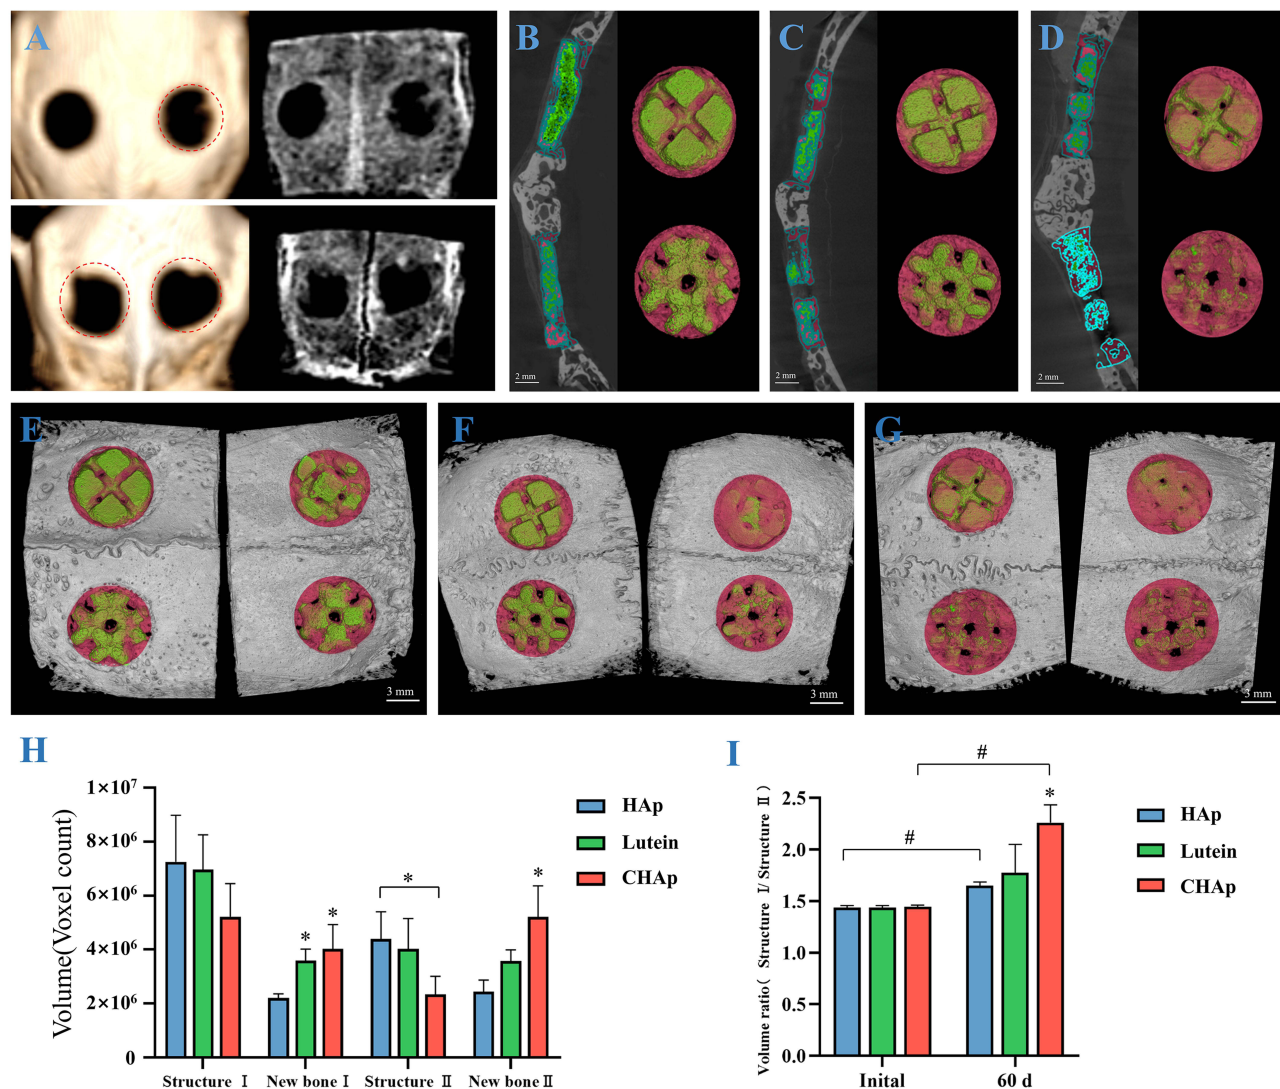 A
B
C
D
2 mm
2 mm
2 mm
E
F
G
3 mm
3 mm
3 mm
H
Volume(Voxel count)
1×10⁷
8×10⁶
6×10⁶
4×10⁶
2×10⁶
0
*
*
*
*
Structure Ⅰ
New bone Ⅰ
Structure Ⅱ
New bone Ⅱ
HAp
Lutein
CHAp
I
Volume ratio( Structure Ⅰ/ Structure Ⅱ)
2.5
2.0
1.5
1.0
0.5
0.0
#
#
*
Inital
60 d
HAp
Lutein
CHAp